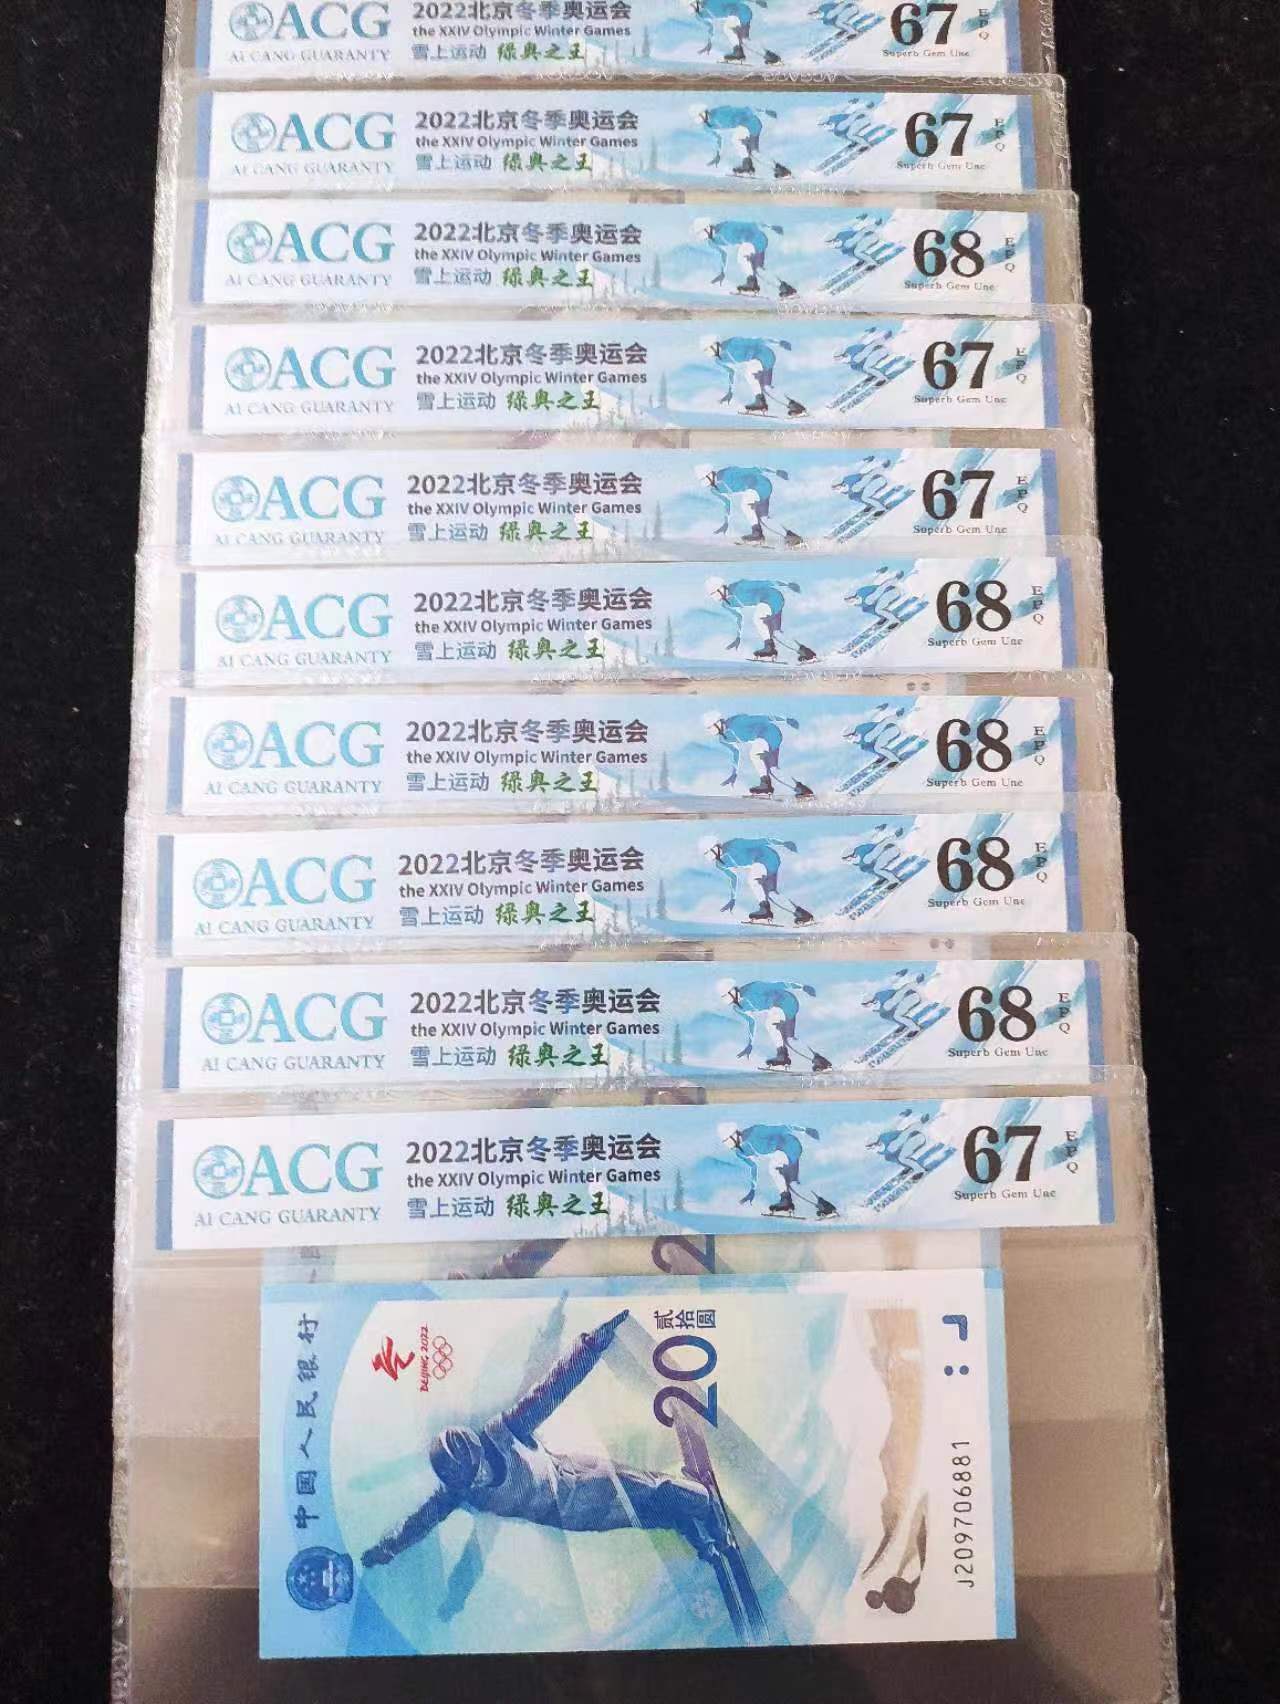 ACG 2022北京冬季奥运会 67 EPQ
the XXIV Olympic Winter Games
AI CANG GUARANTY 雪上运动 绿奥之王 Superb Gem Unc
ACG 2022北京冬季奥运会 67 EPQ
the XXIV Olympic Winter Games
AI CANG GUARANTY 雪上运动 绿奥之王 Superb Gem Unc
ACG 2022北京冬季奥运会 68 EPQ
the XXIV Olympic Winter Games
AI CANG GUARANTY 雪上运动 绿奥之王 Superb Gem Unc
ACG 2022北京冬季奥运会 67 EPQ
the XXIV Olympic Winter Games
AI CANG GUARANTY 雪上运动 绿奥之王 Superb Gem Unc
ACG 2022北京冬季奥运会 67 EPQ
the XXIV Olympic Winter Games
AI CANG GUARANTY 雪上运动 绿奥之王 Superb Gem Unc
ACG 2022北京冬季奥运会 68 EPQ
the XXIV Olympic Winter Games
AI CANG GUARANTY 雪上运动 绿奥之王 Superb Gem Unc
ACG 2022北京冬季奥运会 68 EPQ
the XXIV Olympic Winter Games
AI CANG GUARANTY 雪上运动 绿奥之王 Superb Gem Unc
ACG 2022北京冬季奥运会 68 EPQ
the XXIV Olympic Winter Games
AI CANG GUARANTY 雪上运动 绿奥之王 Superb Gem Unc
ACG 2022北京冬季奥运会 68 EPQ
the XXIV Olympic Winter Games
AI CANG GUARANTY 雪上运动 绿奥之王 Superb Gem Unc
ACG 2022北京冬季奥运会 67 EPQ
the XXIV Olympic Winter Games
AI CANG GUARANTY 雪上运动 绿奥之王 Superb Gem Unc
中国人民银行
BEIJING 2022
贰拾圆
20
J209706881